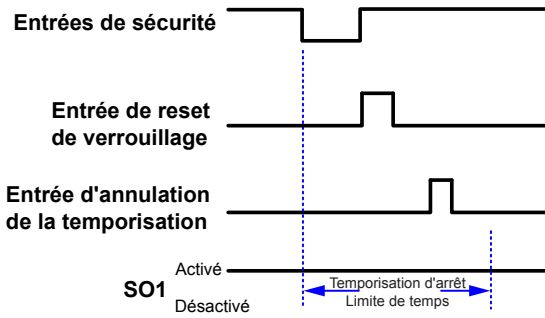 Entrées de sécurité
Entrée de reset
de verrouillage
Entrée d'annulation
de la temporisation
Activé
SO1
Désactivé
Temporisation d'arrêt
Limite de temps